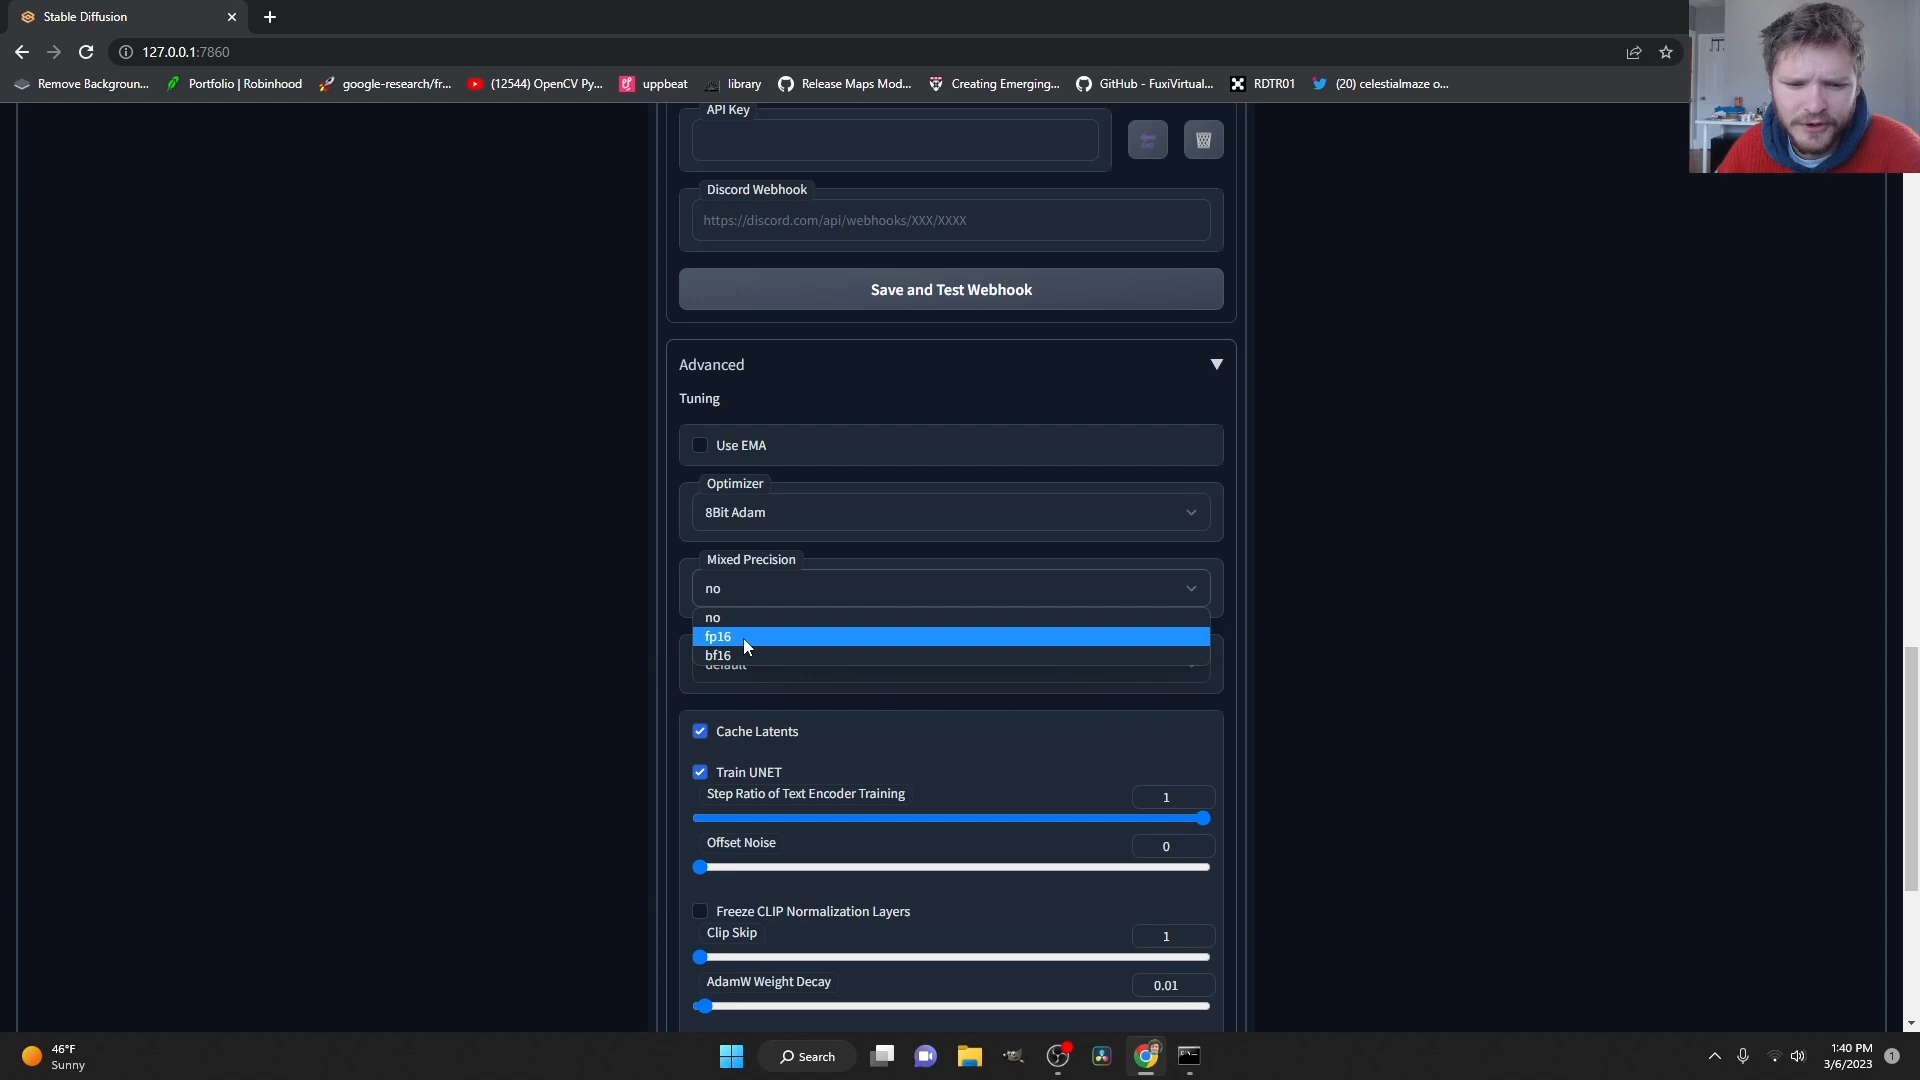 Stable Diffusion
127.0.0.1:7860
Remove Backgroun...
Portfolio | Robinhood
google-research/fr...
(12544) OpenCV Py...
uppbeat
library
Release Maps Mod...
Creating Emerging...
GitHub - FuxiVirtual...
RDTR01
(20) celestialmaze o...
API Key
Discord Webhook
https://discord.com/api/webhooks/XXX/XXXX
Save and Test Webhook
Advanced
Tuning
Use EMA
Optimizer
8Bit Adam
Mixed Precision
no
no
fp16
bf16
default
Cache Latents
Train UNET
Step Ratio of Text Encoder Training
1
Offset Noise
0
Freeze CLIP Normalization Layers
Clip Skip
1
AdamW Weight Decay
0.01
46°F
Sunny
Search
1:40 PM
3/6/2023
1